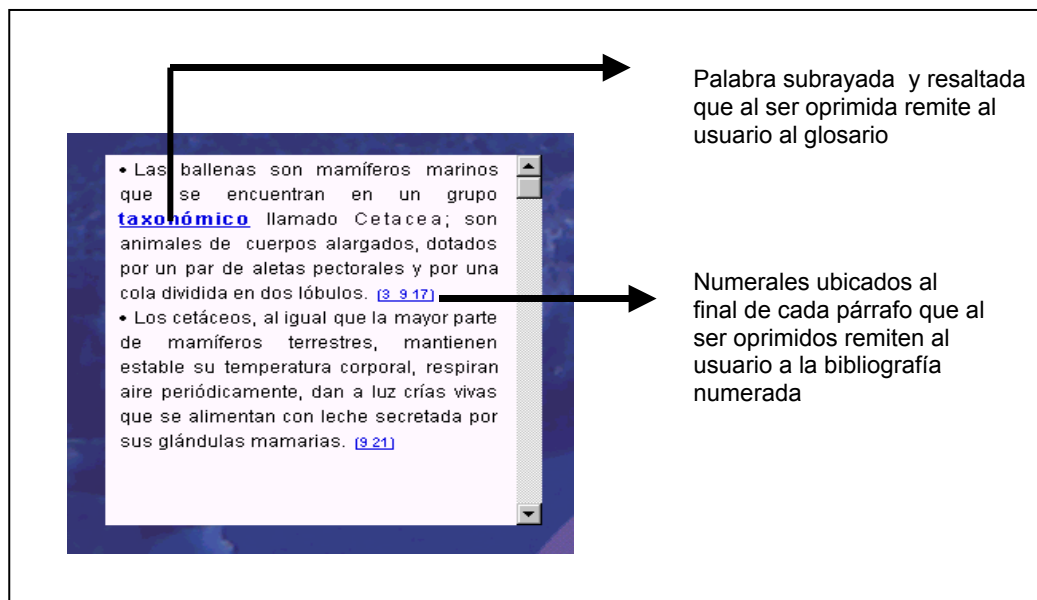 Palabra subrayada y resaltada
que al ser oprimida remite al
usuario al glosario
• Las ballenas son mamíferos marinos
que se encuentran en un grupo
taxonómico llamado Cetacea; son
animales de cuerpos alargados, dotados
por un par de aletas pectorales y por una
cola dividida en dos lóbulos. (3 9 17)
• Los cetáceos, al igual que la mayor parte
de mamíferos terrestres, mantienen
estable su temperatura corporal, respiran
aire periódicamente, dan a luz crías vivas
que se alimentan con leche secretada por
sus glándulas mamarias. (9 21)
Numerales ubicados al
final de cada párrafo que al
ser oprimidos remiten al
usuario a la bibliografía
numerada